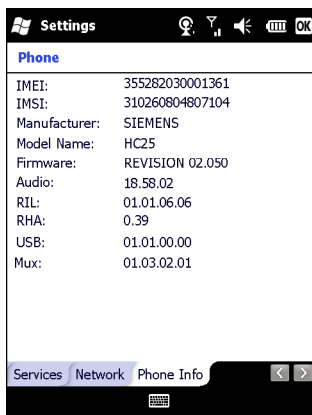 Settings OK
Phone
IMEI: 355282030001361
IMSI: 310260804807104
Manufacturer: SIEMENS
Model Name: HC25
Firmware: REVISION 02.050
Audio: 18.58.02
RIL: 01.01.06.06
RHA: 0.39
USB: 01.01.00.00
Mux: 01.03.02.01
Services Network Phone Info